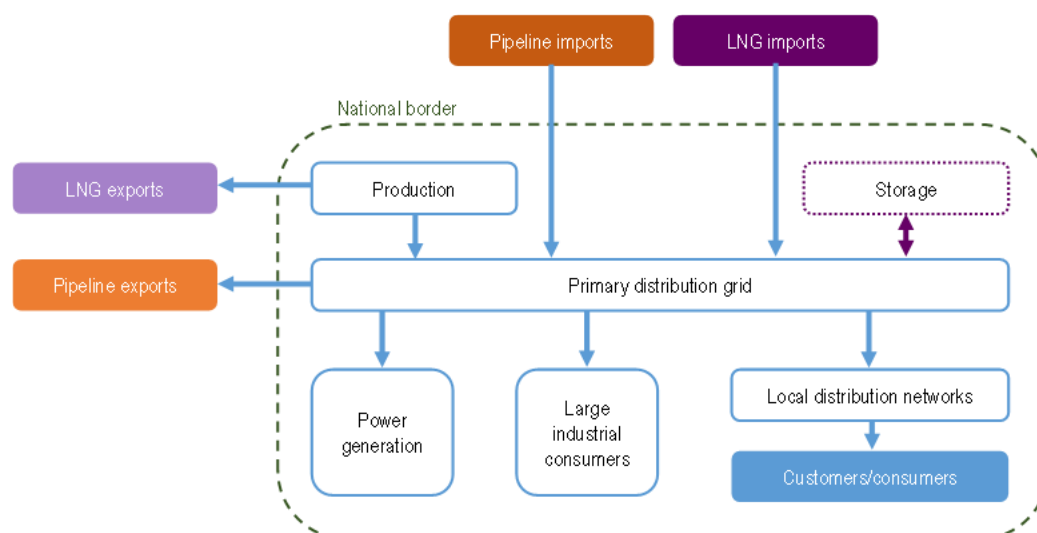 Pipeline imports
LNG imports
National border
LNG exports
Production
Storage
Pipeline exports
Primary distribution grid
Power
generation
Large
industrial
consumers
Local distribution networks
Customers/consumers